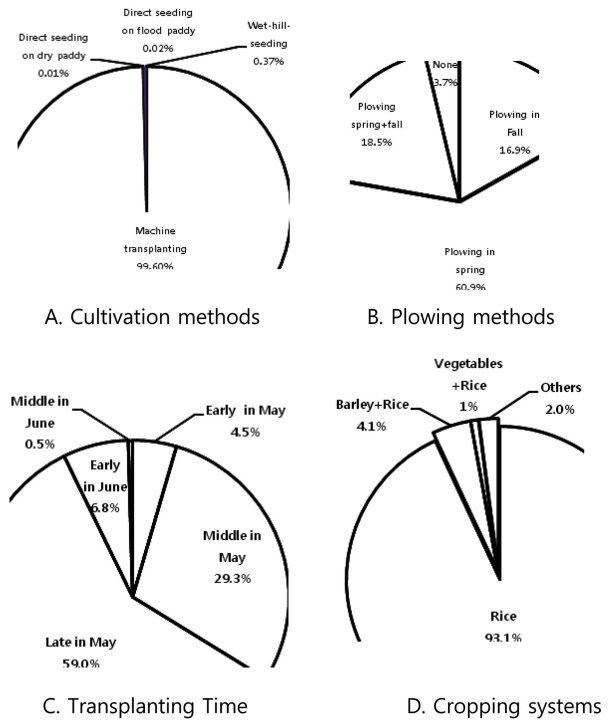 Direct seeding
on flood paddy
0.02%
Wet-hill-
seeding
0.37%
Direct seeding
on dry paddy
0.01%
Machine
transplanting
99.60%
A. Cultivation methods
None
3.7%
Plowing
spring+fall
18.5%
Plowing in
Fall
16.9%
Plowing in
spring
60.9%
B. Plowing methods
Middle in
June
0.5%
Early in May
4.5%
Early
in June
6.8%
Middle in
May
29.3%
Late in May
59.0%
C. Transplanting Time
Vegetables
+Rice
1%
Barley+Rice
4.1%
Others
2.0%
Rice
93.1%
D. Cropping systems